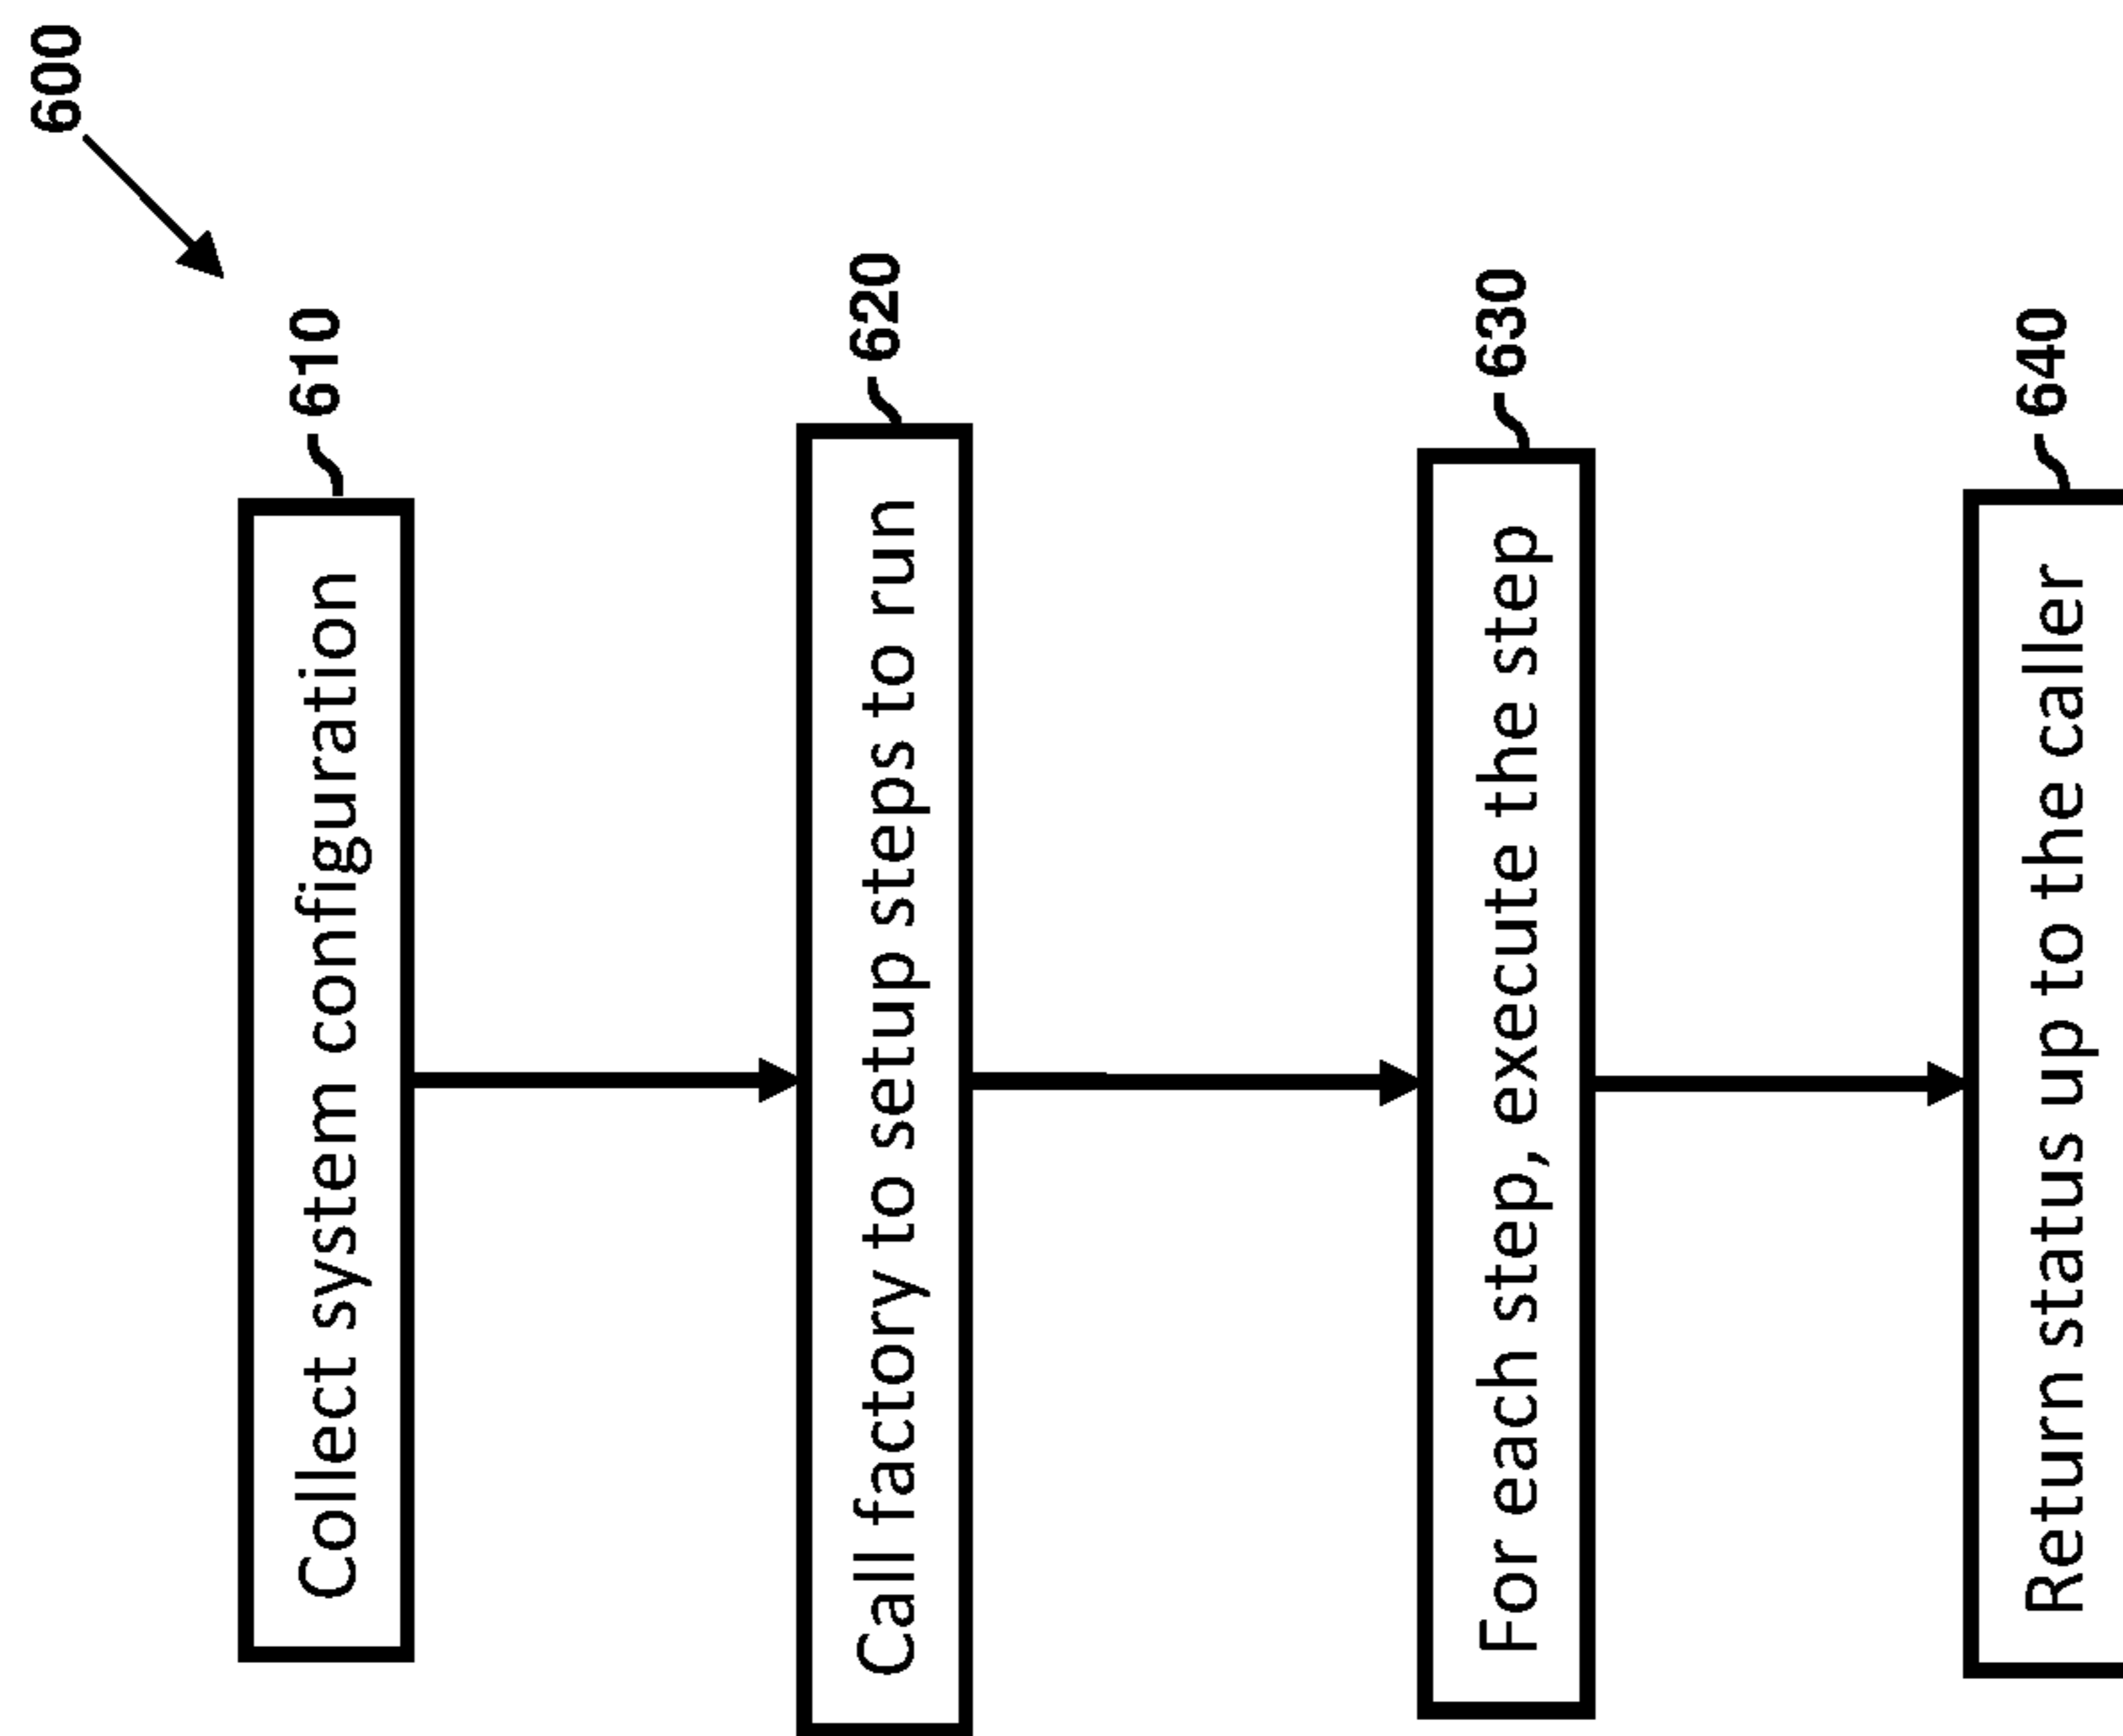 600
610
Collect system configuration
620
Call factory to setup steps to run
630
For each step, execute the step
640
Return status up to the caller